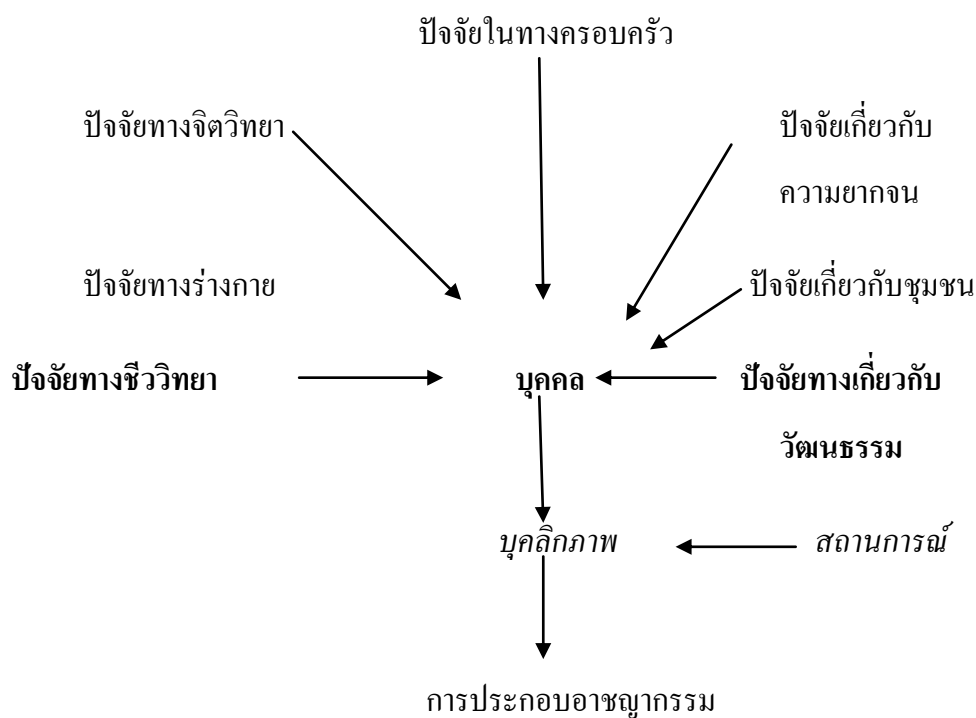 ปัจจัยในทางครอบครัว
ปัจจัยทางจิตวิทยา
ปัจจัยเกี่ยวกับ
ความยากจน
ปัจจัยทางร่างกาย
ปัจจัยเกี่ยวกับชุมชน
ปัจจัยทางชีววิทยา
บุคคล
ปัจจัยทางเกี่ยวกับ
วัฒนธรรม
บุคลิกภาพ
สถานการณ์
การประกอบอาชญากรรม